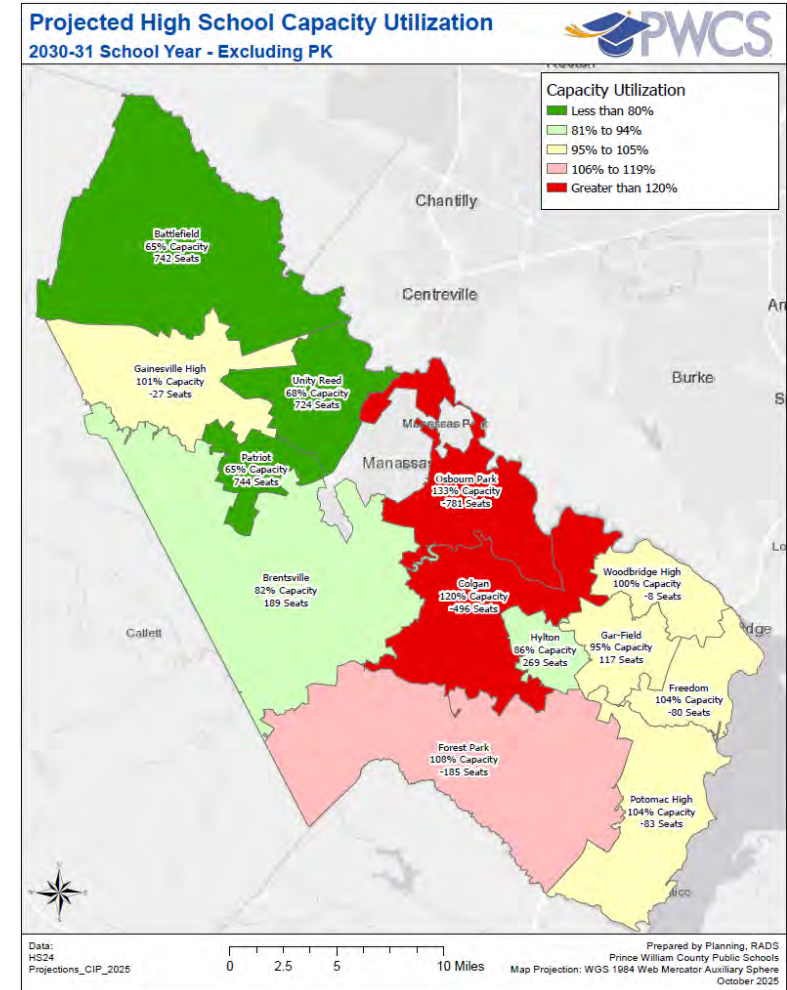 Projected High School Capacity Utilization
2030-31 School Year - Excluding PK
PWCS
Capacity Utilization
Less than 80%
81% to 94%
95% to 105%
106% to 119%
Greater than 120%
Chantilly
Battlefield
65% Capacity
742 Seats
Centreville
An
Gainesville High
101% Capacity
-27 Seats
Unity Reed
68% Capacity
724 Seats
Burke
S
Manassas Park
Patriot
65% Capacity
744 Seats
Manassas
Osbourn Park
133% Capacity
-781 Seats
Lo
Brentsville
82% Capacity
189 Seats
Colgan
120% Capacity
-496 Seats
Woodbridge High
100% Capacity
-8 Seats
Catlett
Hylton
86% Capacity
269 Seats
Gar-Field
95% Capacity
117 Seats
dge
Freedom
104% Capacity
-80 Seats
Forest Park
108% Capacity
-185 Seats
Potomac High
104% Capacity
-83 Seats
ico
Data:
HS24
Projections_CIP_2025
0 2.5 5 10 Miles
Prepared by Planning, RADS
Prince William County Public Schools
Map Projection: WGS 1984 Web Mercator Auxiliary Sphere
October 2025